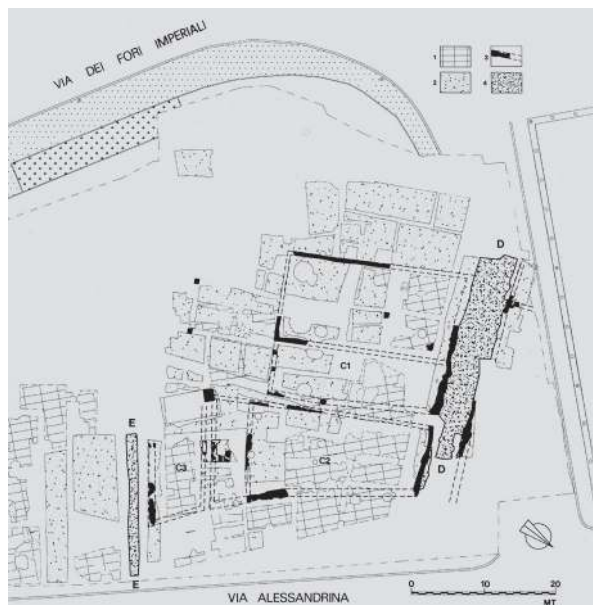 VIA DEI FORI IMPERIALI
1
3
2
4
D
C1
E
C3
C2
D
E
VIA ALESSANDRINA
0 10 20
MT